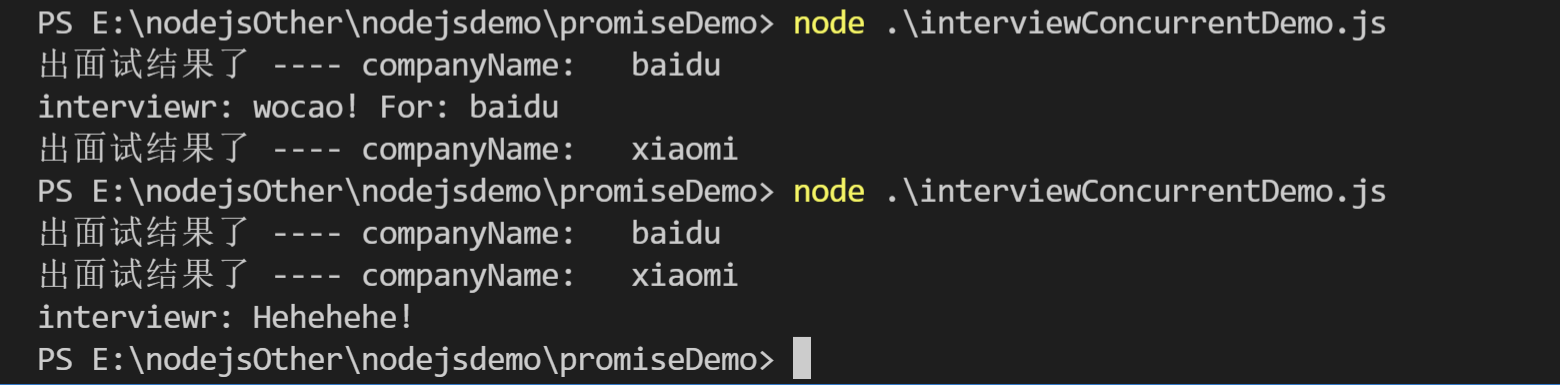 PS E:\nodejsOther\nodejsdemo\promiseDemo> node .\interviewConcurrentDemo.js
出面试结果了 ---- companyName:   baidu
interviewr: wocao! For: baidu
出面试结果了 ---- companyName:   xiaomi
PS E:\nodejsOther\nodejsdemo\promiseDemo> node .\interviewConcurrentDemo.js
出面试结果了 ---- companyName:   baidu
出面试结果了 ---- companyName:   xiaomi
interviewr: Hehehehe!
PS E:\nodejsOther\nodejsdemo\promiseDemo>